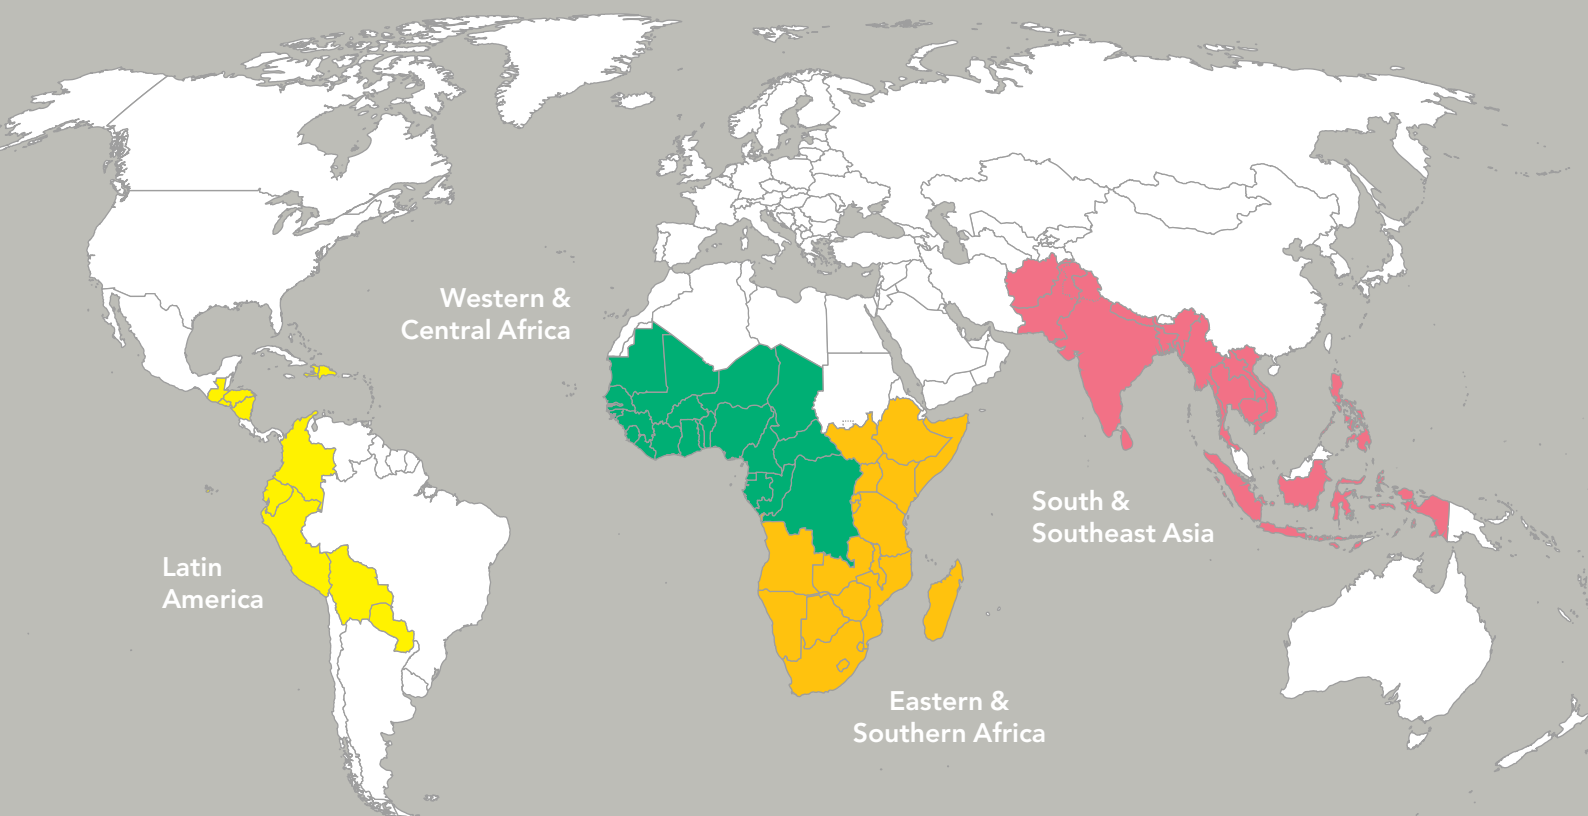 Western &
Central Africa
South &
Southeast Asia
Latin
America
Eastern &
Southern Africa